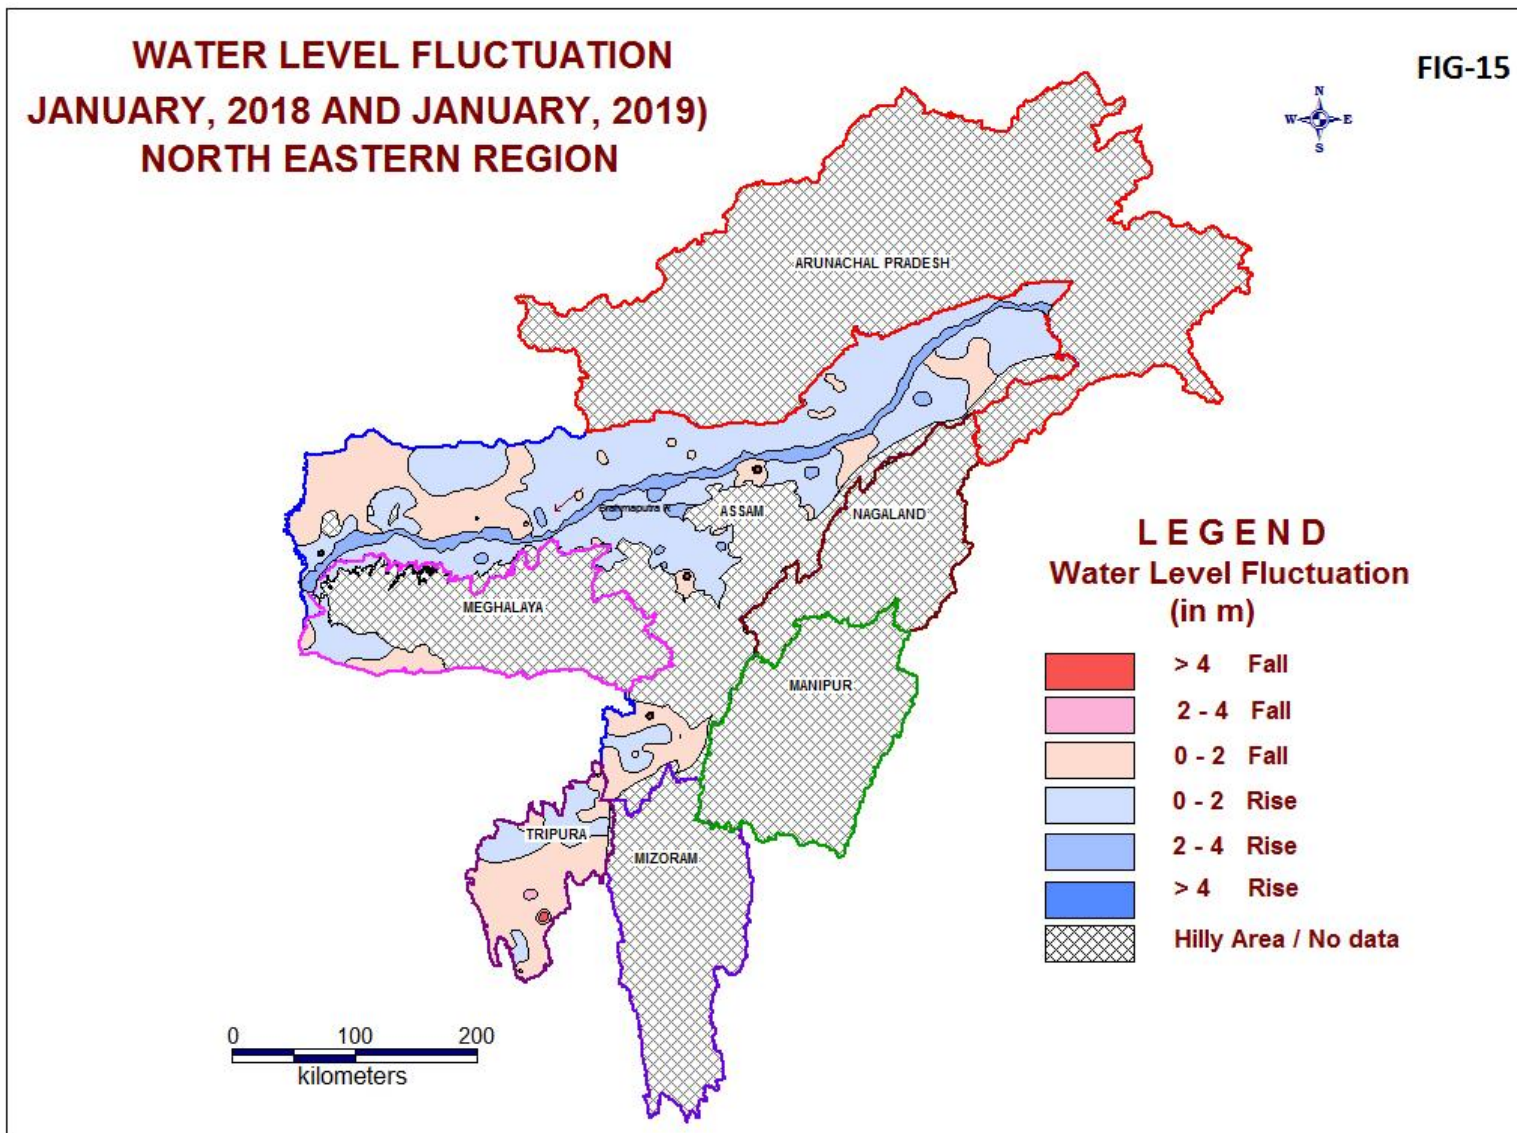 WATER LEVEL FLUCTUATION
JANUARY, 2018 AND JANUARY, 2019)
NORTH EASTERN REGION
FIG-15
N
W E
S
ARUNACHAL PRADESH
Brahmaputra R
ASSAM
NAGALAND
MEGHALAYA
MANIPUR
TRIPURA
MIZORAM
LEGEND
Water Level Fluctuation
(in m)
> 4 Fall
2 - 4 Fall
0 - 2 Fall
0 - 2 Rise
2 - 4 Rise
> 4 Rise
Hilly Area / No data
0 100 200
kilometers